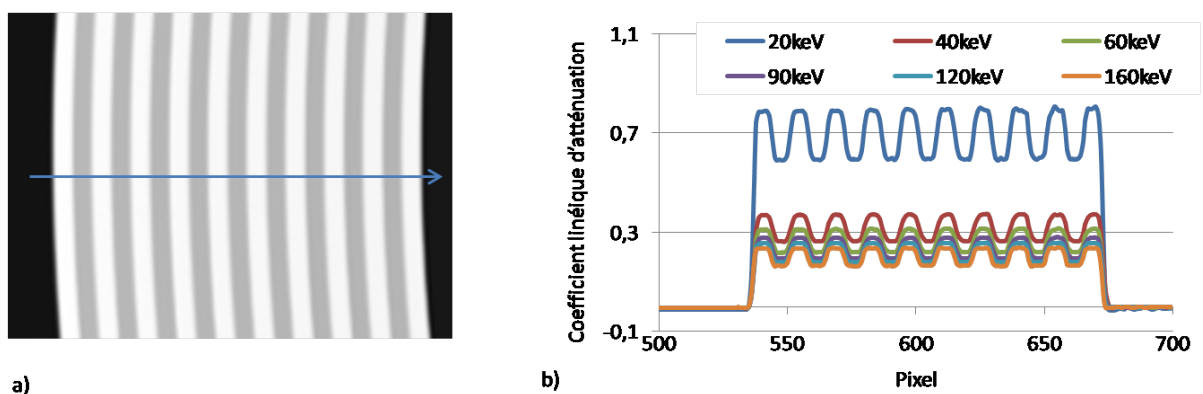 a)
1,1
0,7
0,3
-0,1
Coefficient linéique d'atténuation
20keV 40keV 60keV
90keV 120keV 160keV
500 550 600 650 700
Pixel
b)